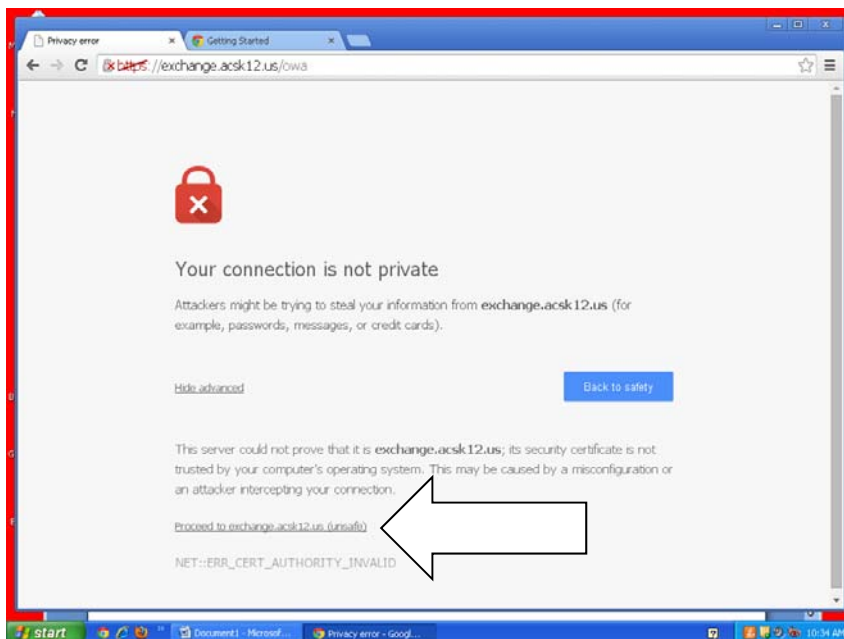 Privacy error
Getting Started
https://exchange.acsk12.us/owa
Your connection is not private
Attackers might be trying to steal your information from exchange.acsk12.us (for
example, passwords, messages, or credit cards).
Hide advanced
Back to safety
This server could not prove that it is exchange.acsk12.us; its security certificate is not
trusted by your computer's operating system. This may be caused by a misconfiguration or
an attacker intercepting your connection.
Proceed to exchange.acsk12.us (unsafe)
NET::ERR_CERT_AUTHORITY_INVALID
start
Document1 - Microsof...
Privacy error - Googl...
10:34 AM